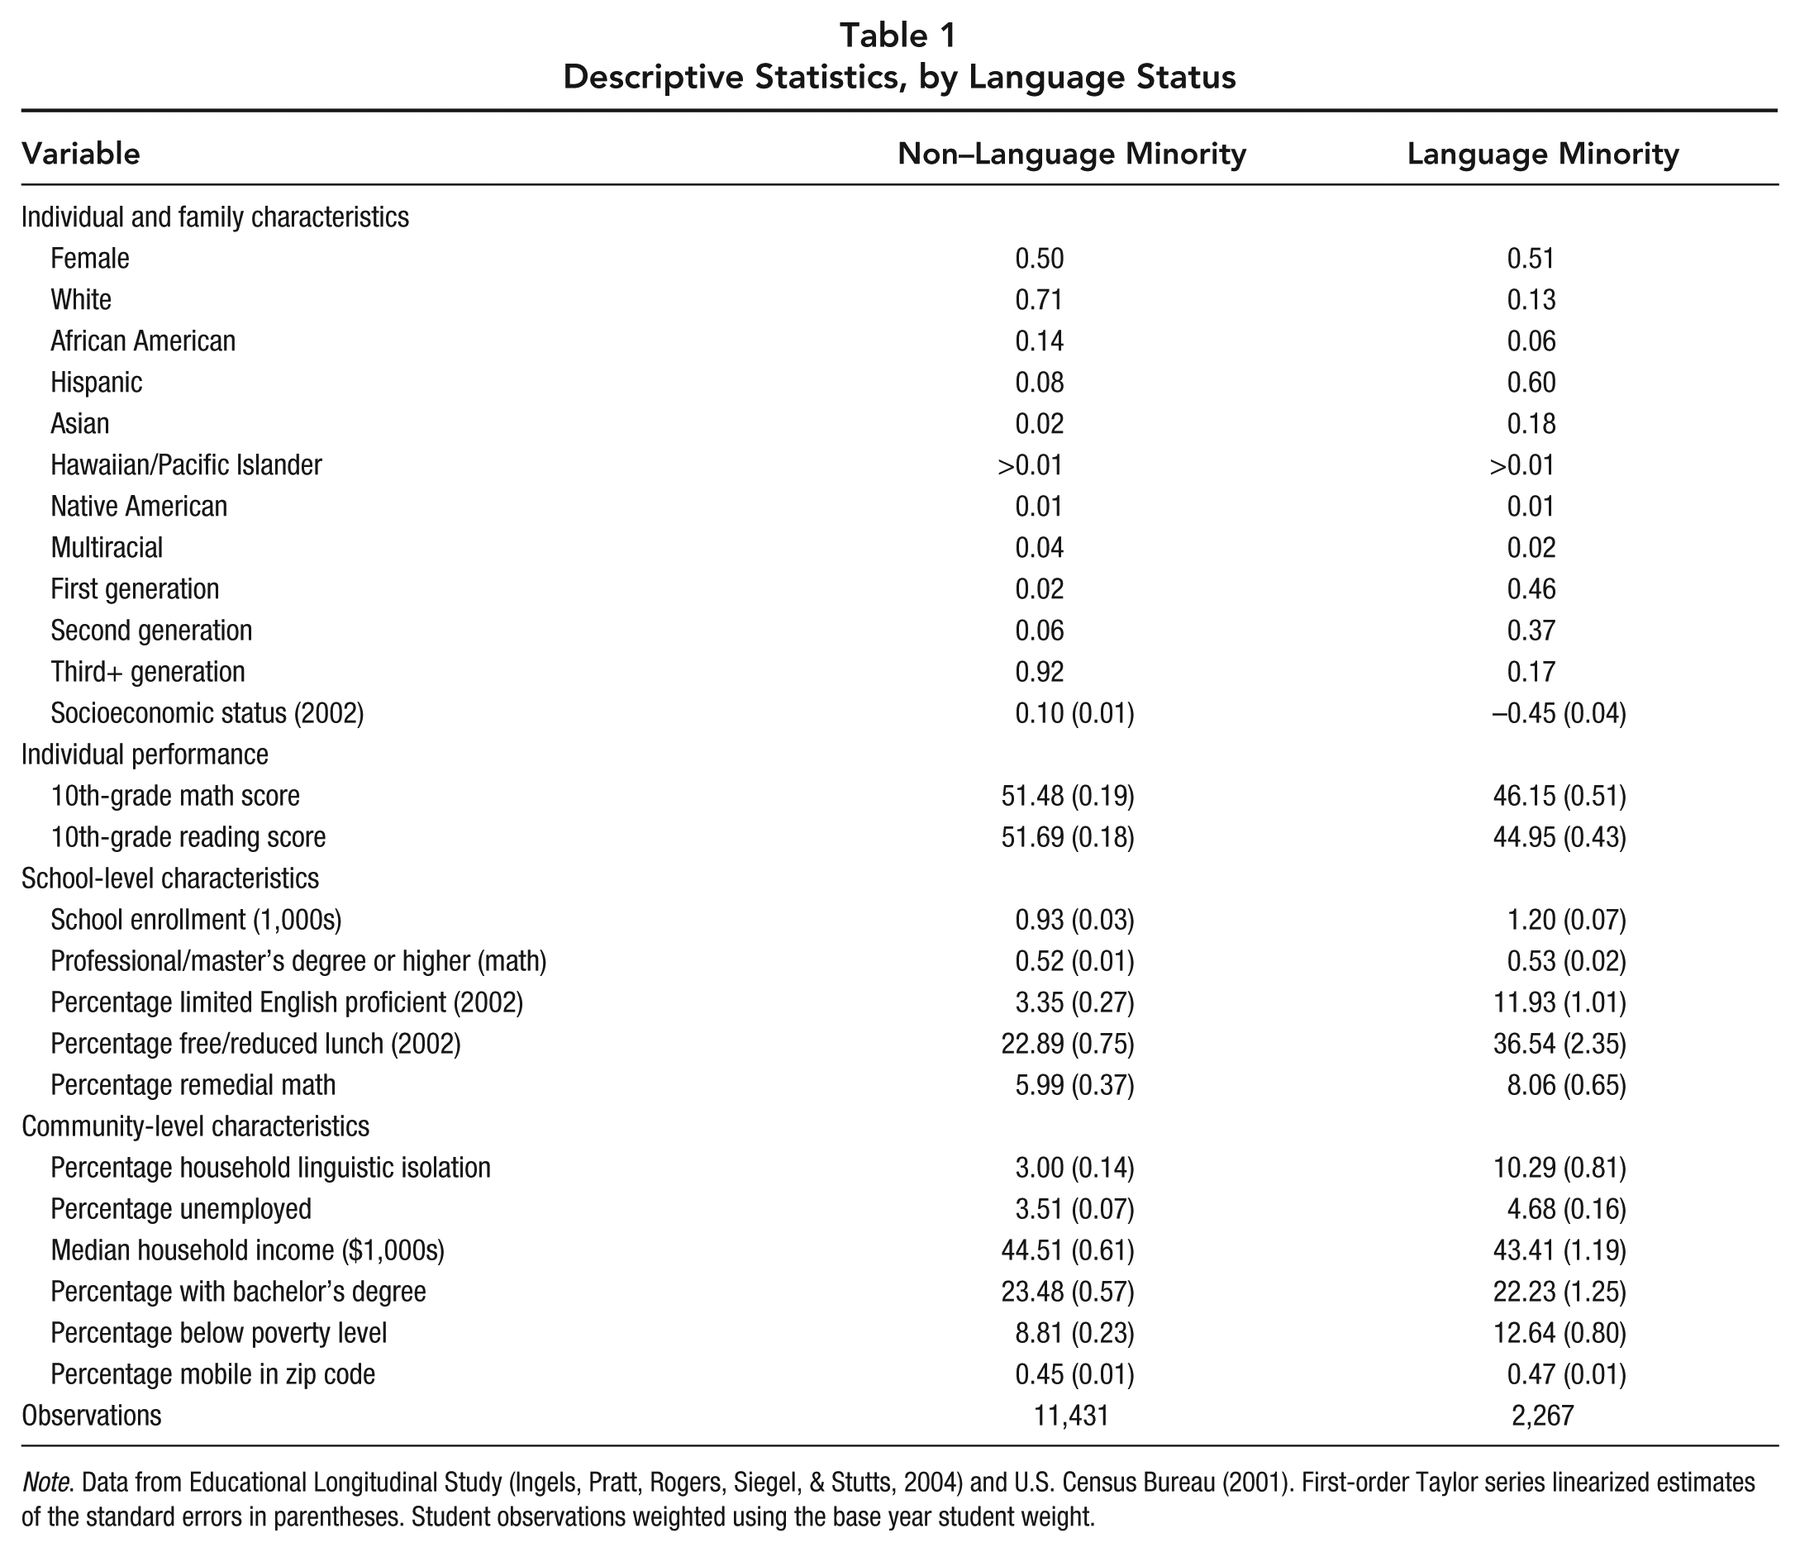 Table 1
Descriptive Statistics, by Language Status
Variable Non–Language Minority Language Minority
Individual and family characteristics
Female 0.50 0.51
White 0.71 0.13
African American 0.14 0.06
Hispanic 0.08 0.60
Asian 0.02 0.18
Hawaiian/Pacific Islander >0.01 >0.01
Native American 0.01 0.01
Multiracial 0.04 0.02
First generation 0.02 0.46
Second generation 0.06 0.37
Third+ generation 0.92 0.17
Socioeconomic status (2002) 0.10 (0.01) –0.45 (0.04)
Individual performance
10th-grade math score 51.48 (0.19) 46.15 (0.51)
10th-grade reading score 51.69 (0.18) 44.95 (0.43)
School-level characteristics
School enrollment (1,000s) 0.93 (0.03) 1.20 (0.07)
Professional/master’s degree or higher (math) 0.52 (0.01) 0.53 (0.02)
Percentage limited English proficient (2002) 3.35 (0.27) 11.93 (1.01)
Percentage free/reduced lunch (2002) 22.89 (0.75) 36.54 (2.35)
Percentage remedial math 5.99 (0.37) 8.06 (0.65)
Community-level characteristics
Percentage household linguistic isolation 3.00 (0.14) 10.29 (0.81)
Percentage unemployed 3.51 (0.07) 4.68 (0.16)
Median household income ($1,000s) 44.51 (0.61) 43.41 (1.19)
Percentage with bachelor’s degree 23.48 (0.57) 22.23 (1.25)
Percentage below poverty level 8.81 (0.23) 12.64 (0.80)
Percentage mobile in zip code 0.45 (0.01) 0.47 (0.01)
Observations 11,431 2,267
Note. Data from Educational Longitudinal Study (Ingels, Pratt, Rogers, Siegel, & Stutts, 2004) and U.S. Census Bureau (2001). First-order Taylor series linearized estimates
of the standard errors in parentheses. Student observations weighted using the base year student weight.